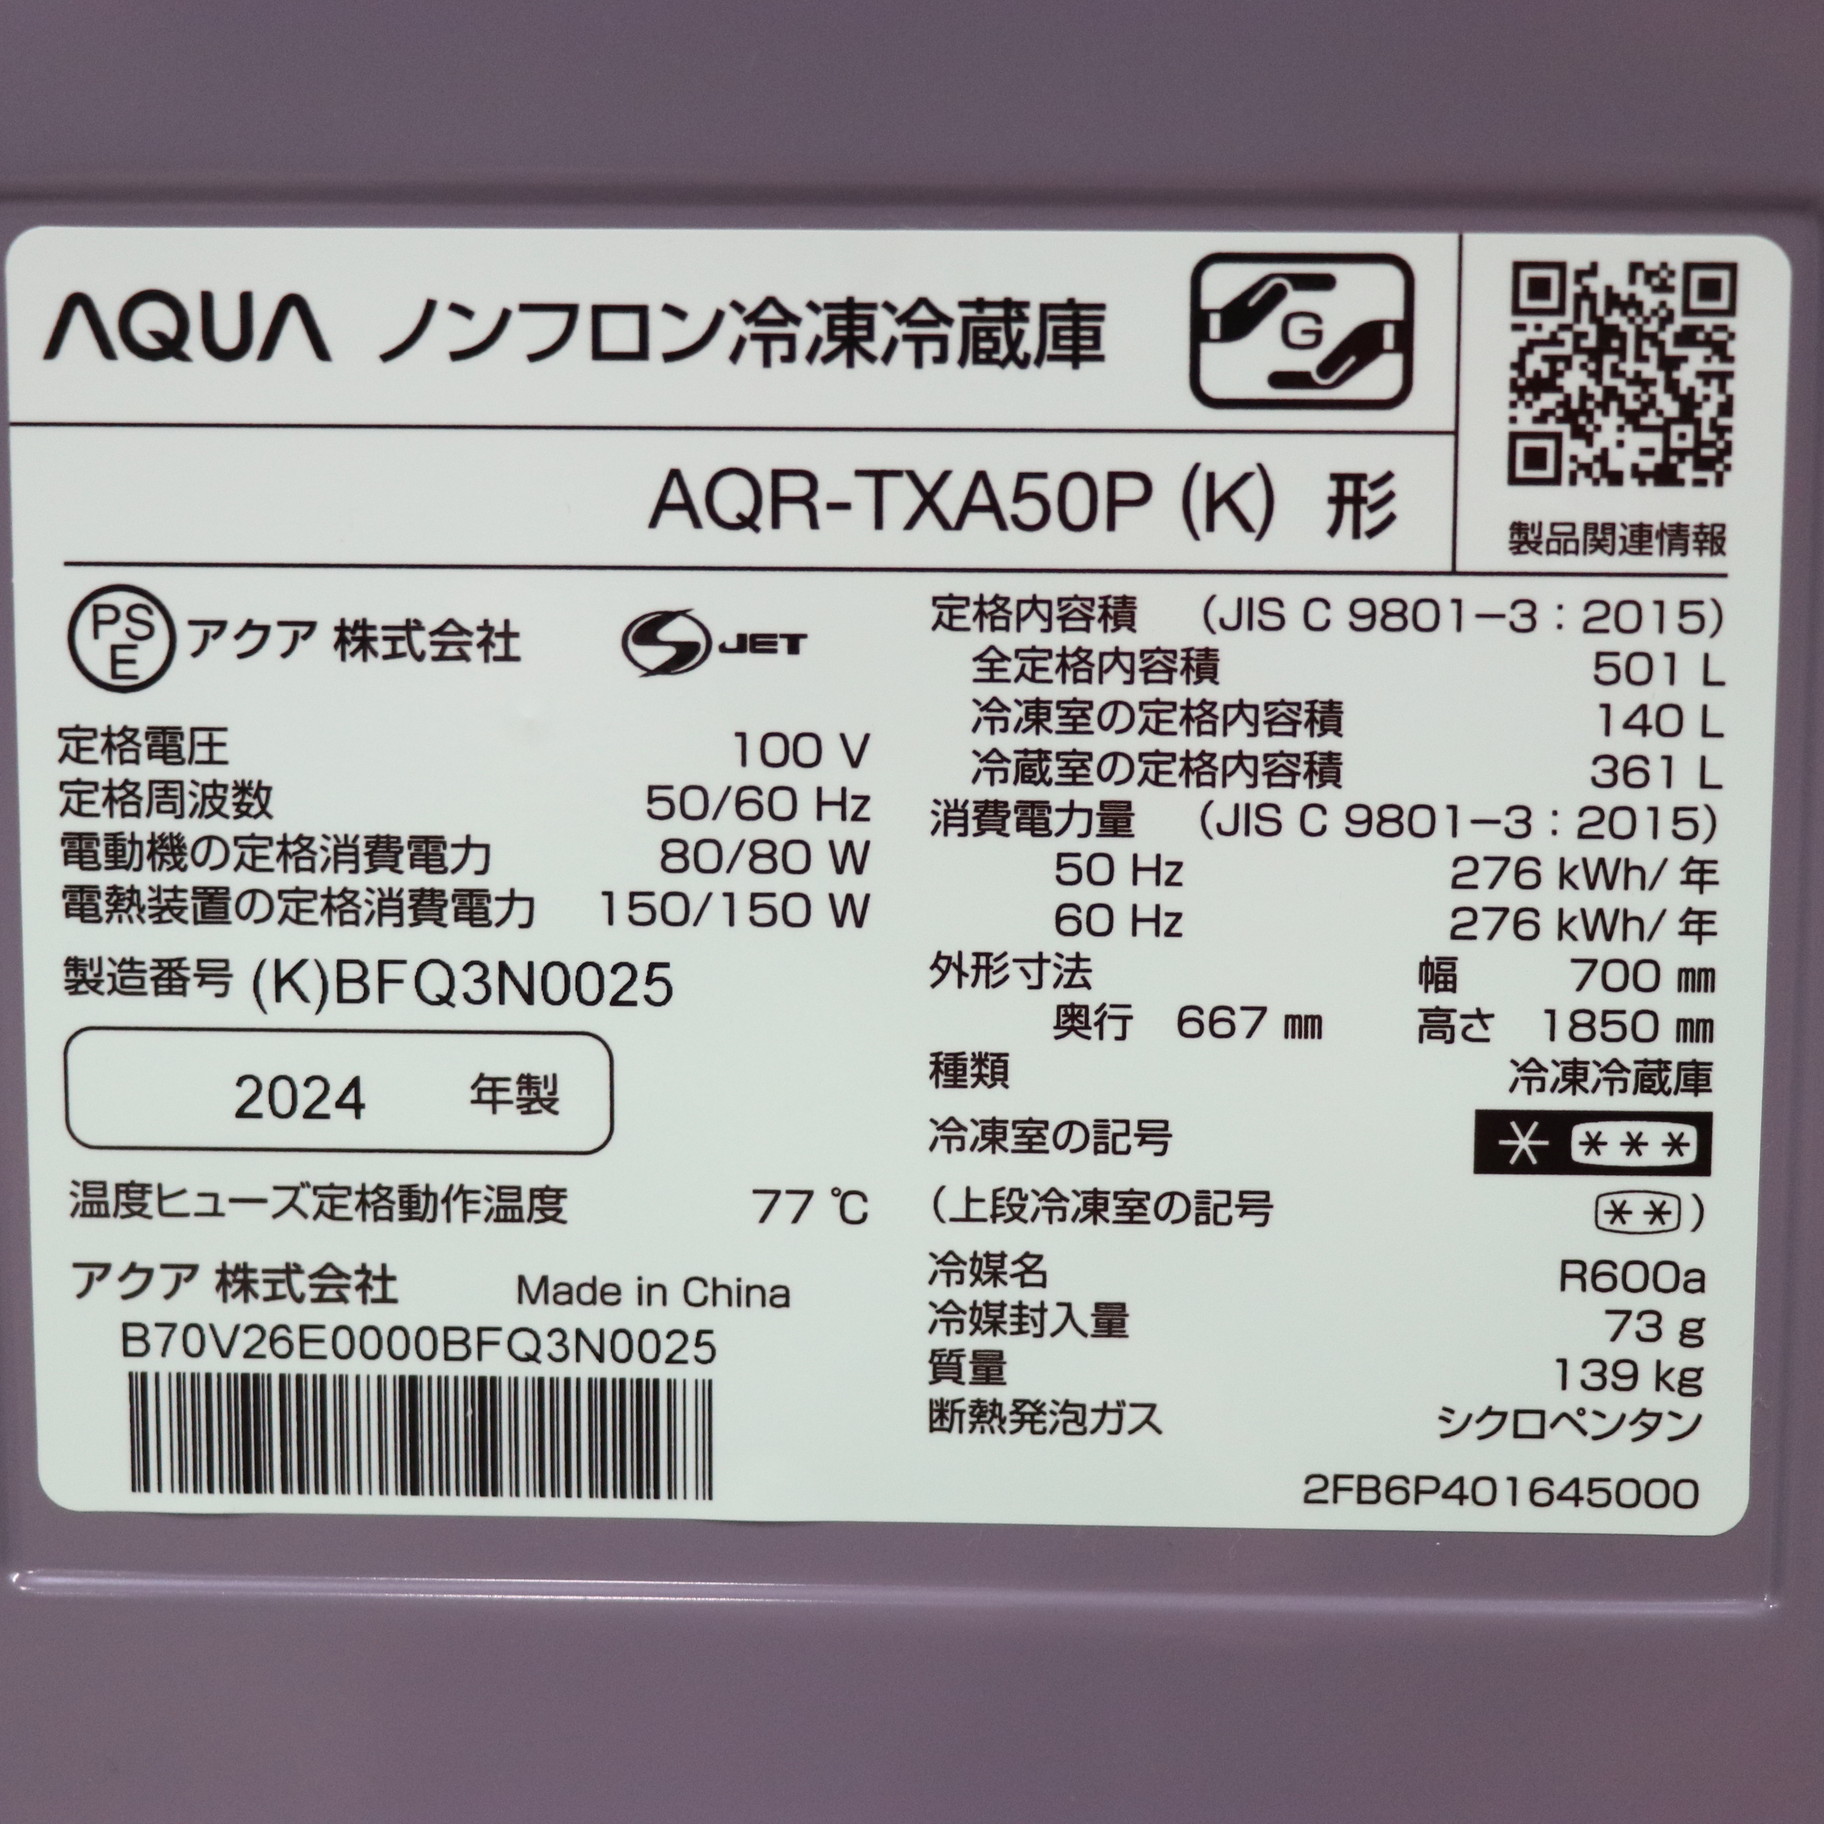 AQUA ノンフロン冷凍冷蔵庫
G
AQR-TXA50P (K) 形
製品関連情報
PS
E
アクア 株式会社
S JET
定格電圧 100 V
定格周波数 50/60 Hz
電動機の定格消費電力 80/80 W
電熱装置の定格消費電力 150/150 W
製造番号 (K)BFQ3N0025
2024 年製
温度ヒューズ定格動作温度 77 ℃
アクア 株式会社 Made in China
B70V26E0000BFQ3N0025
定格内容積 (JIS C 9801-3：2015)
全定格内容積 501 L
冷凍室の定格内容積 140 L
冷蔵室の定格内容積 361 L
消費電力量 (JIS C 9801-3：2015)
50 Hz 276 kWh/年
60 Hz 276 kWh/年
外形寸法 幅 700 ㎜
奥行 667 ㎜ 高さ 1850 ㎜
種類 冷凍冷蔵庫
冷凍室の記号 * ***
(上段冷凍室の記号 **)
冷媒名 R600a
冷媒封入量 73 g
質量 139 kg
断熱発泡ガス シクロペンタン
2FB6P401645000